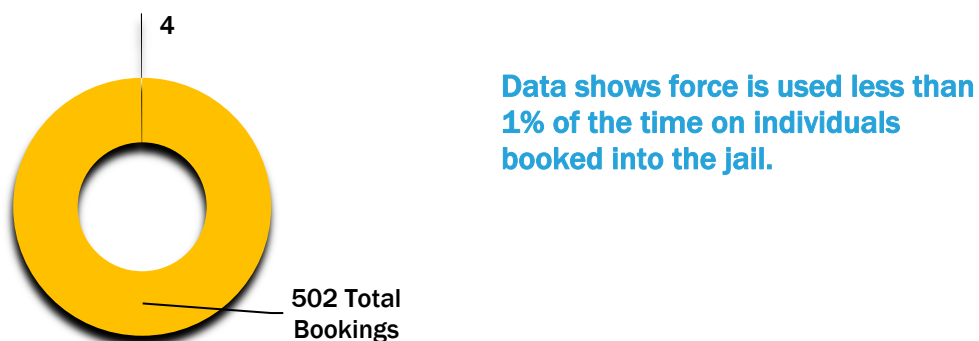 4
Data shows force is used less than
1% of the time on individuals
booked into the jail.
502 Total
Bookings